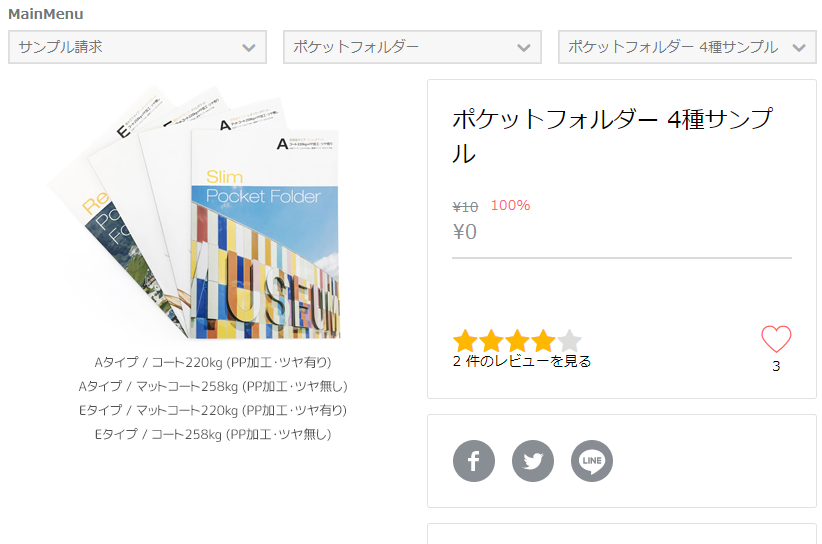 MainMenu
サンプル請求
ポケットフォルダー
ポケットフォルダー 4種サンプル
E
A
A
Slim
Pocket Folder
MUSEUM
Aタイプ / コート220kg (PP加工・ツヤ有り)
Aタイプ / マットコート258kg (PP加工・ツヤ無し)
Eタイプ / マットコート220kg (PP加工・ツヤ有り)
Eタイプ / コート258kg (PP加工・ツヤ無し)
ポケットフォルダー 4種サンプ
ル
¥10 100%
¥0
2 件のレビューを見る
3
LINE